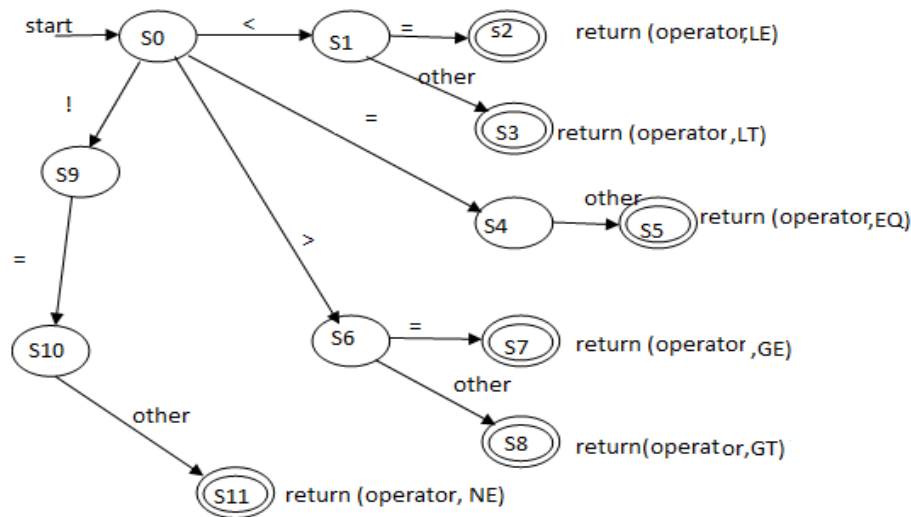 start
S0
<
S1
=
s2
return (operator,LE)
other
!
=
S3
return (operator ,LT)
S9
other
S4
S5
return (operator,EQ)
=
>
S10
S6
=
S7
return (operator ,GE)
other
other
S8
return(operator,GT)
S11
return (operator, NE)